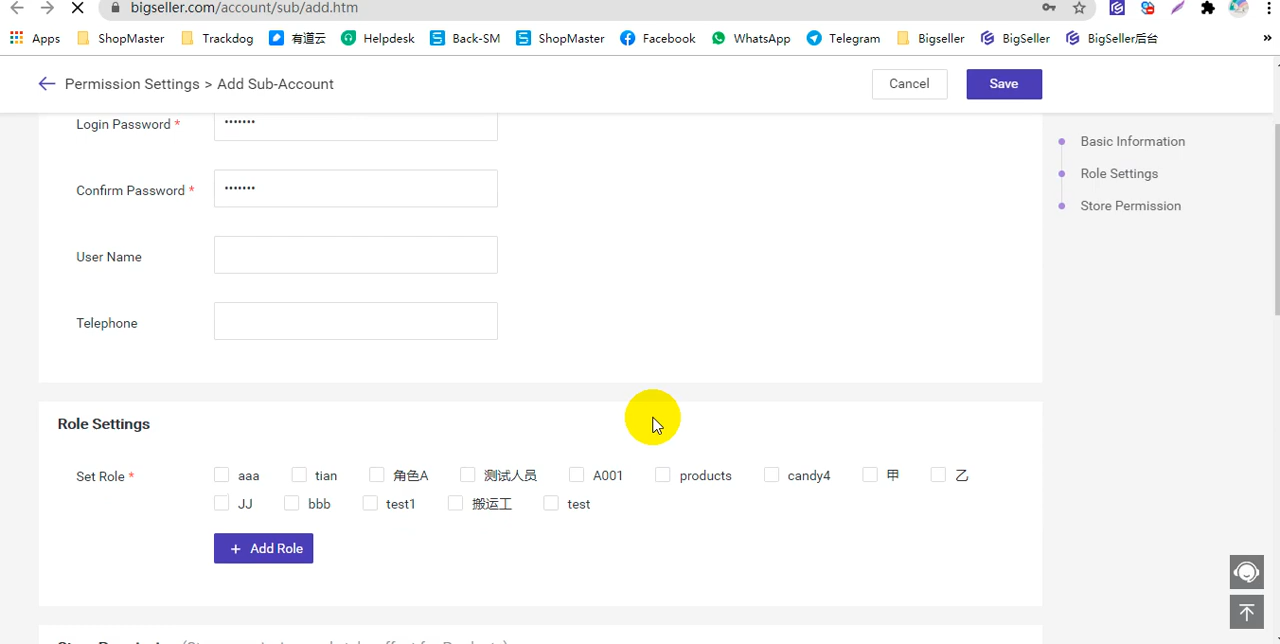 bigseller.com/account/sub/add.htm
Apps ShopMaster Trackdog 有道云 Helpdesk Back-SM ShopMaster Facebook WhatsApp Telegram Bigseller BigSeller BigSeller后台 »
Permission Settings > Add Sub-Account Cancel Save
Login Password * •••••••
Basic Information
Role Settings
Store Permission
Confirm Password * •••••••
User Name
Telephone
Role Settings
Set Role * aaa tian 角色A 测试人员 A001 products candy4 甲 乙
JJ bbb test1 搬运工 test
+ Add Role